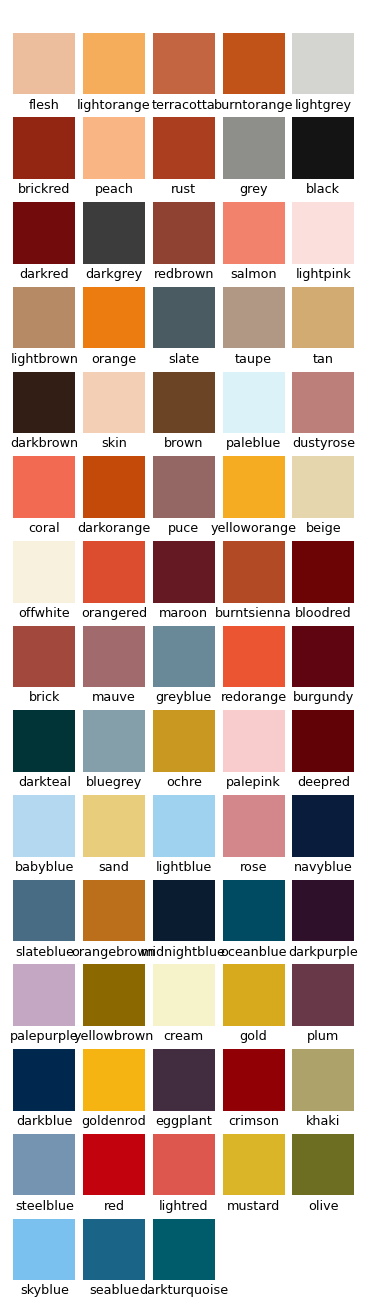 flesh lightorange terracotta burntorange lightgrey
brickred peach rust grey black
darkred darkgrey redbrown salmon lightpink
lightbrown orange slate taupe tan
darkbrown skin brown paleblue dustyrose
coral darkorange puce yelloworange beige
offwhite orangered maroon burntsienna bloodred
brick mauve greyblue redorange burgundy
darkteal bluegrey ochre palepink deepred
babyblue sand lightblue rose navyblue
slateblue orangebrown midnightblue oceanblue darkpurple
palepurple yellowbrown cream gold plum
darkblue goldenrod eggplant crimson khaki
steelblue red lightred mustard olive
skyblue seablue darkturquoise